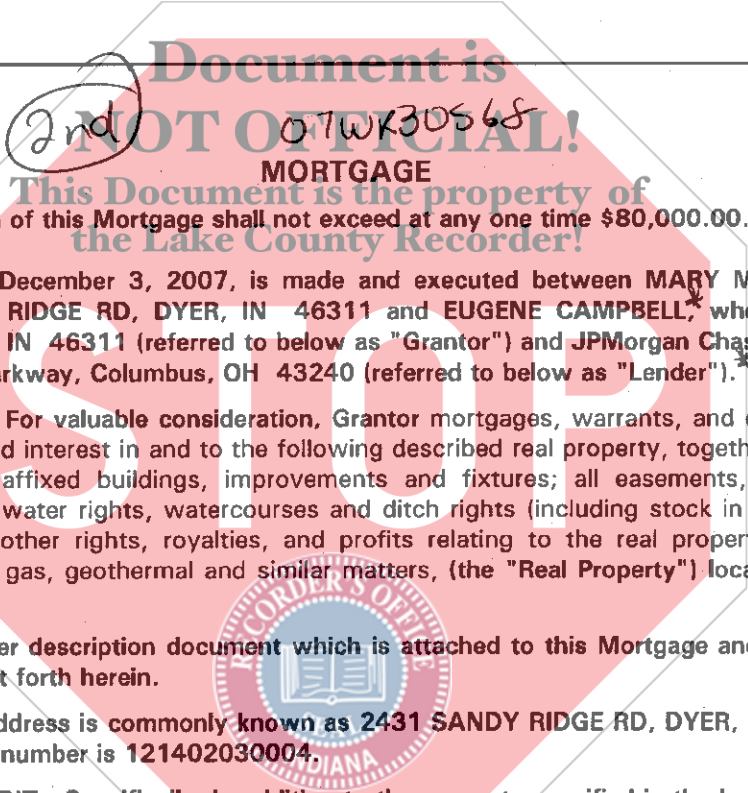 Document is
2nd
NOT OFFICIAL!
07WK30568
MORTGAGE
This Document is the property of
of this Mortgage shall not exceed at any one time $80,000.00.
the Lake County Recorder!
December 3, 2007, is made and executed between MARY M
RIDGE RD, DYER, IN 46311 and EUGENE CAMPBELL,* wh
IN 46311 (referred to below as "Grantor") and JPMorgan Chas
arkway, Columbus, OH 43240 (referred to below as "Lender").*
For valuable consideration, Grantor mortgages, warrants, and
d interest in and to the following described real property, togeth
affixed buildings, improvements and fixtures; all easements,
water rights, watercourses and ditch rights (including stock in
other rights, royalties, and profits relating to the real proper
gas, geothermal and similar matters, (the "Real Property") loca
er description document which is attached to this Mortgage an
t forth herein.
ddress is commonly known as 2431 SANDY RIDGE RD, DYER,
number is 121402030004.
STOP
RECORDER'S OFFICE
SEAL
INDIANA